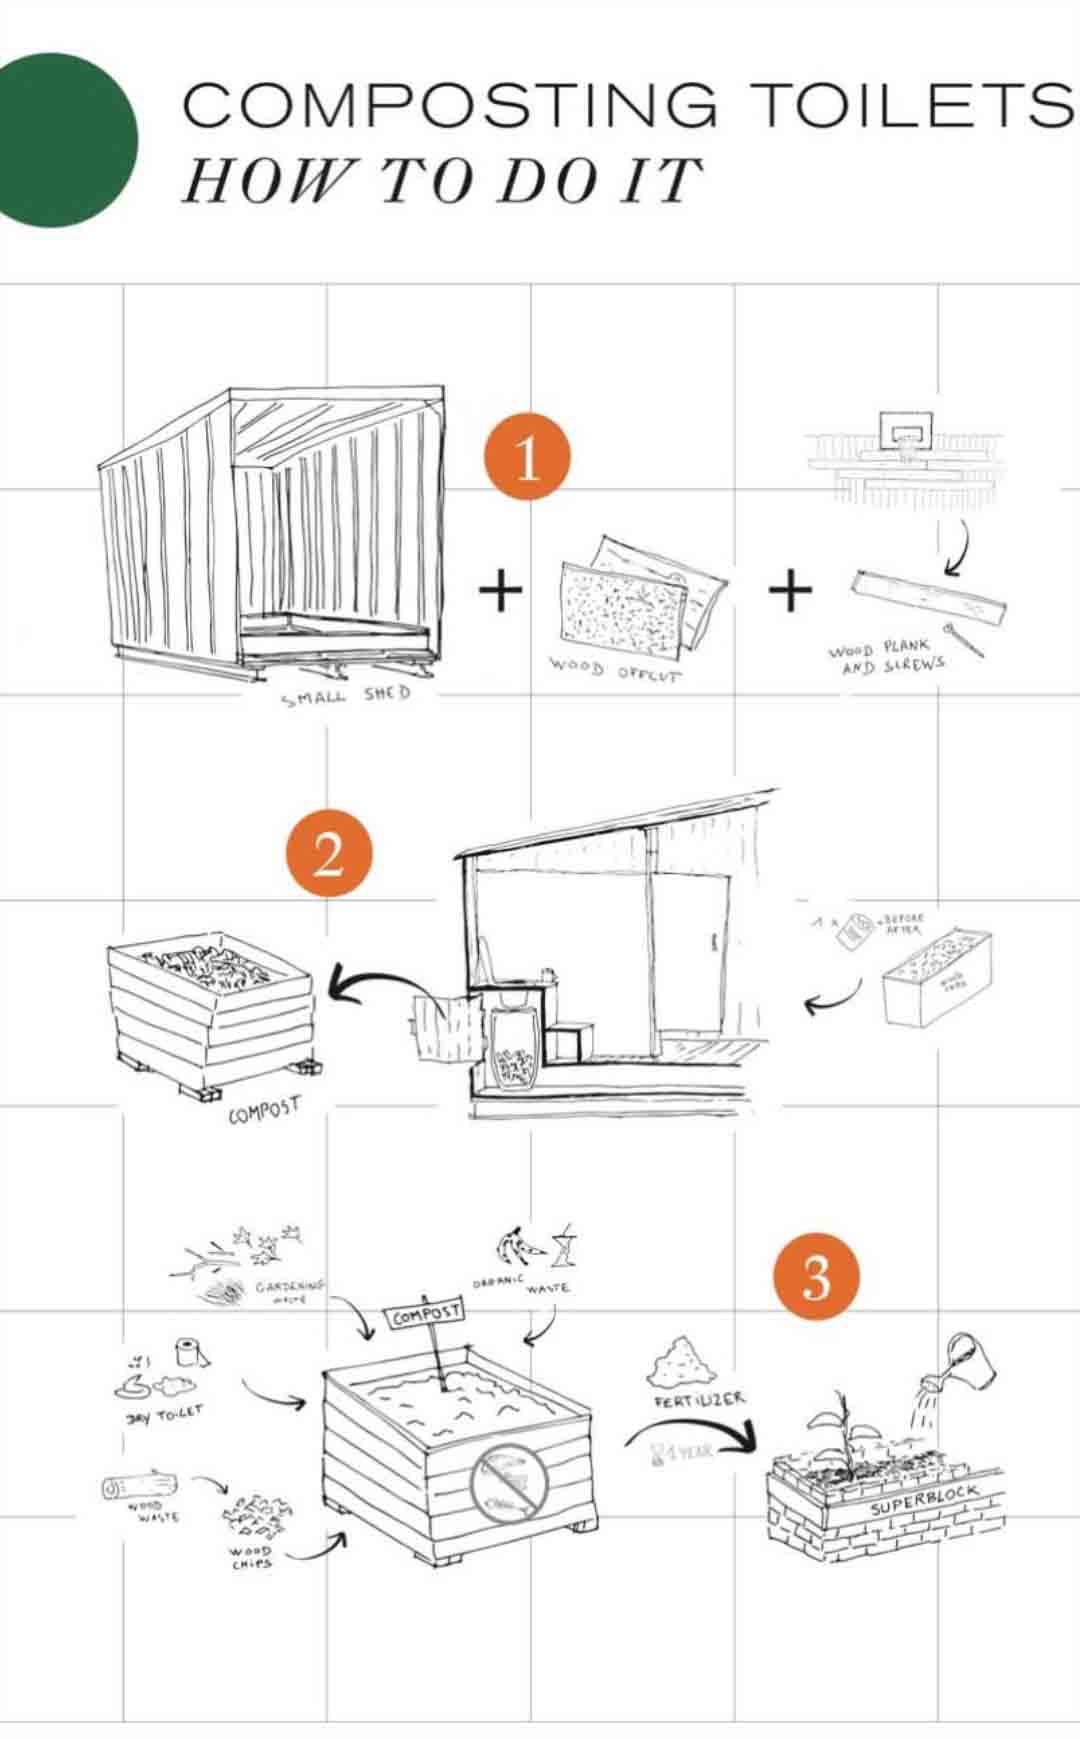 COMPOSTING TOILETS
HOW TO DO IT
1
+
+
SMALL SHED
WOOD OFFCUT
WOOD PLANK
AND SCREWS
2
1 x
+BEFORE
AFTER
WOOD
COMPOST
3
GARDENING
WASTE
ORGANIC
WASTE
COMPOST
DRY TOILET
FERTILIZER
1 YEAR
WOOD
WASTE
WOOD
CHIPS
SUPERBLOCK